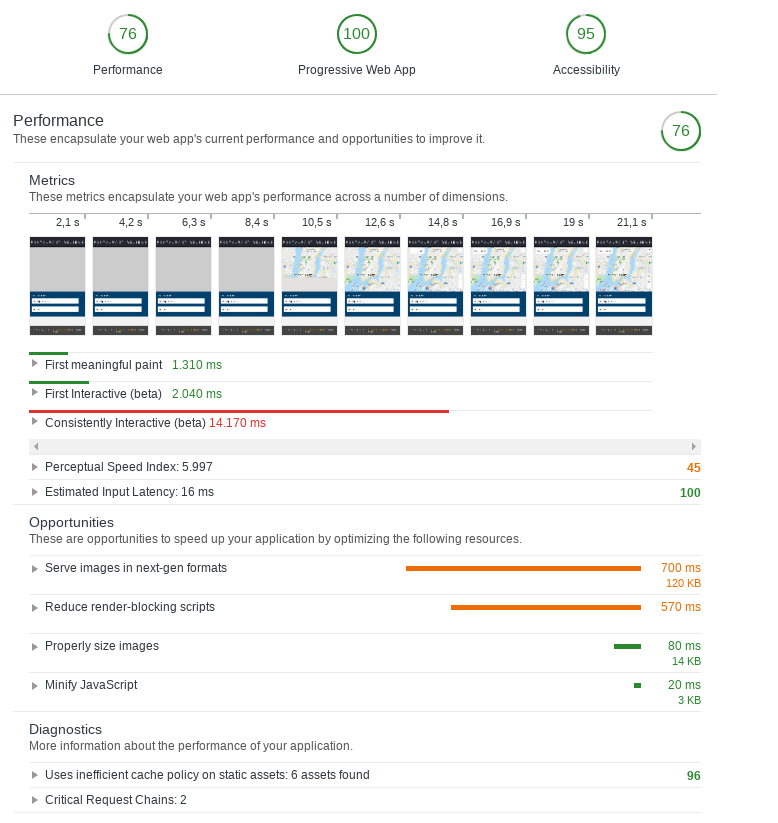 76
100
95
Performance
Progressive Web App
Accessibility
Performance
These encapsulate your web app's current performance and opportunities to improve it.
76
Metrics
These metrics encapsulate your web app's performance across a number of dimensions.
2,1 s 4,2 s 6,3 s 8,4 s 10,5 s 12,6 s 14,8 s 16,9 s 19 s 21,1 s
First meaningful paint 1.310 ms
First Interactive (beta) 2.040 ms
Consistently Interactive (beta) 14.170 ms
Perceptual Speed Index: 5.997 45
Estimated Input Latency: 16 ms 100
Opportunities
These are opportunities to speed up your application by optimizing the following resources.
Serve images in next-gen formats 700 ms
120 KB
Reduce render-blocking scripts 570 ms
Properly size images 80 ms
14 KB
Minify JavaScript 20 ms
3 KB
Diagnostics
More information about the performance of your application.
Uses inefficient cache policy on static assets: 6 assets found 96
Critical Request Chains: 2